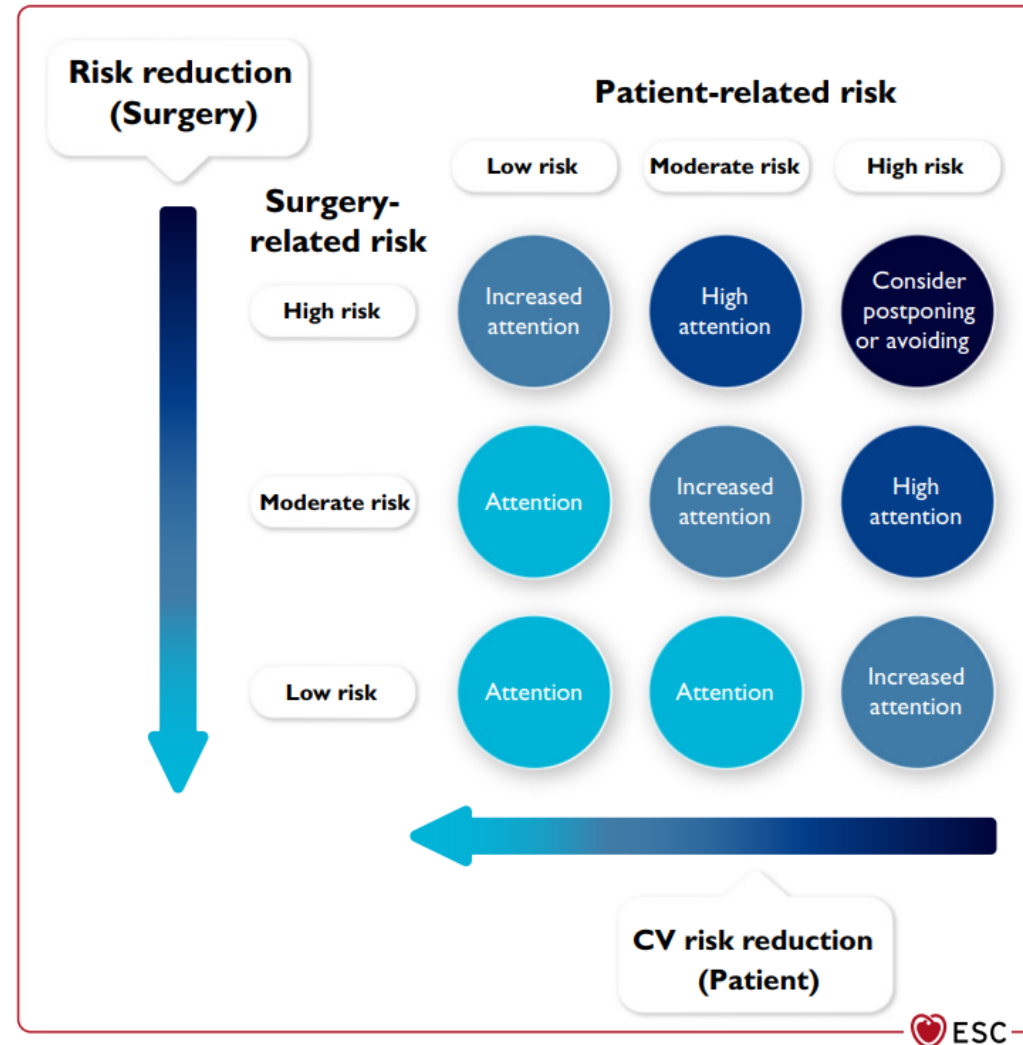 Risk reduction
(Surgery)
Patient-related risk
Low risk
Moderate risk
High risk
Surgery-
related risk
High risk
Increased
attention
High
attention
Consider
postponing
or avoiding
Moderate risk
Attention
Increased
attention
High
attention
Low risk
Attention
Attention
Increased
attention
CV risk reduction
(Patient)
ESC